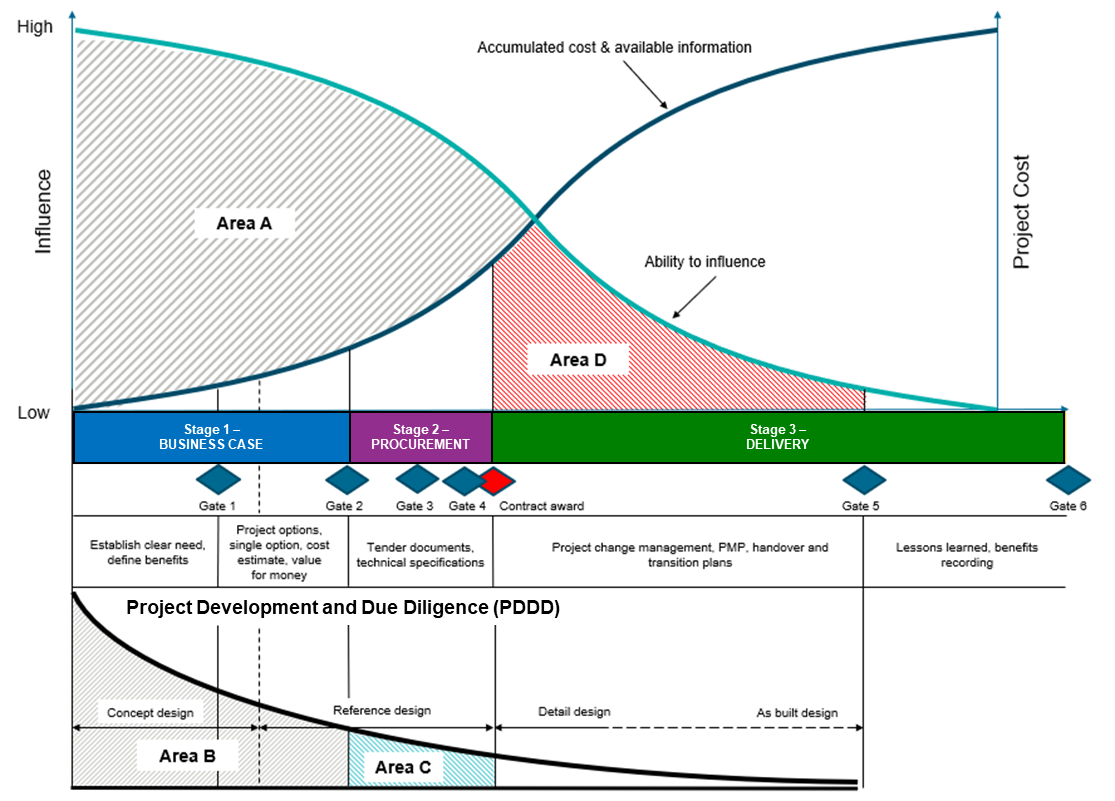 High
Accumulated cost & available information
Influence
Area A
Project Cost
Ability to influence
Area D
Low
Stage 1 –
BUSINESS CASE
Stage 2 –
PROCUREMENT
Stage 3 –
DELIVERY
Gate 1
Gate 2
Gate 3
Gate 4
Contract award
Gate 5
Gate 6
Establish clear need,
define benefits
Project options,
single option, cost
estimate, value
for money
Tender documents,
technical specifications
Project change management, PMP, handover and
transition plans
Lessons learned, benefits
recording
Project Development and Due Diligence (PDDD)
Concept design
Reference design
Detail design
As built design
Area B
Area C